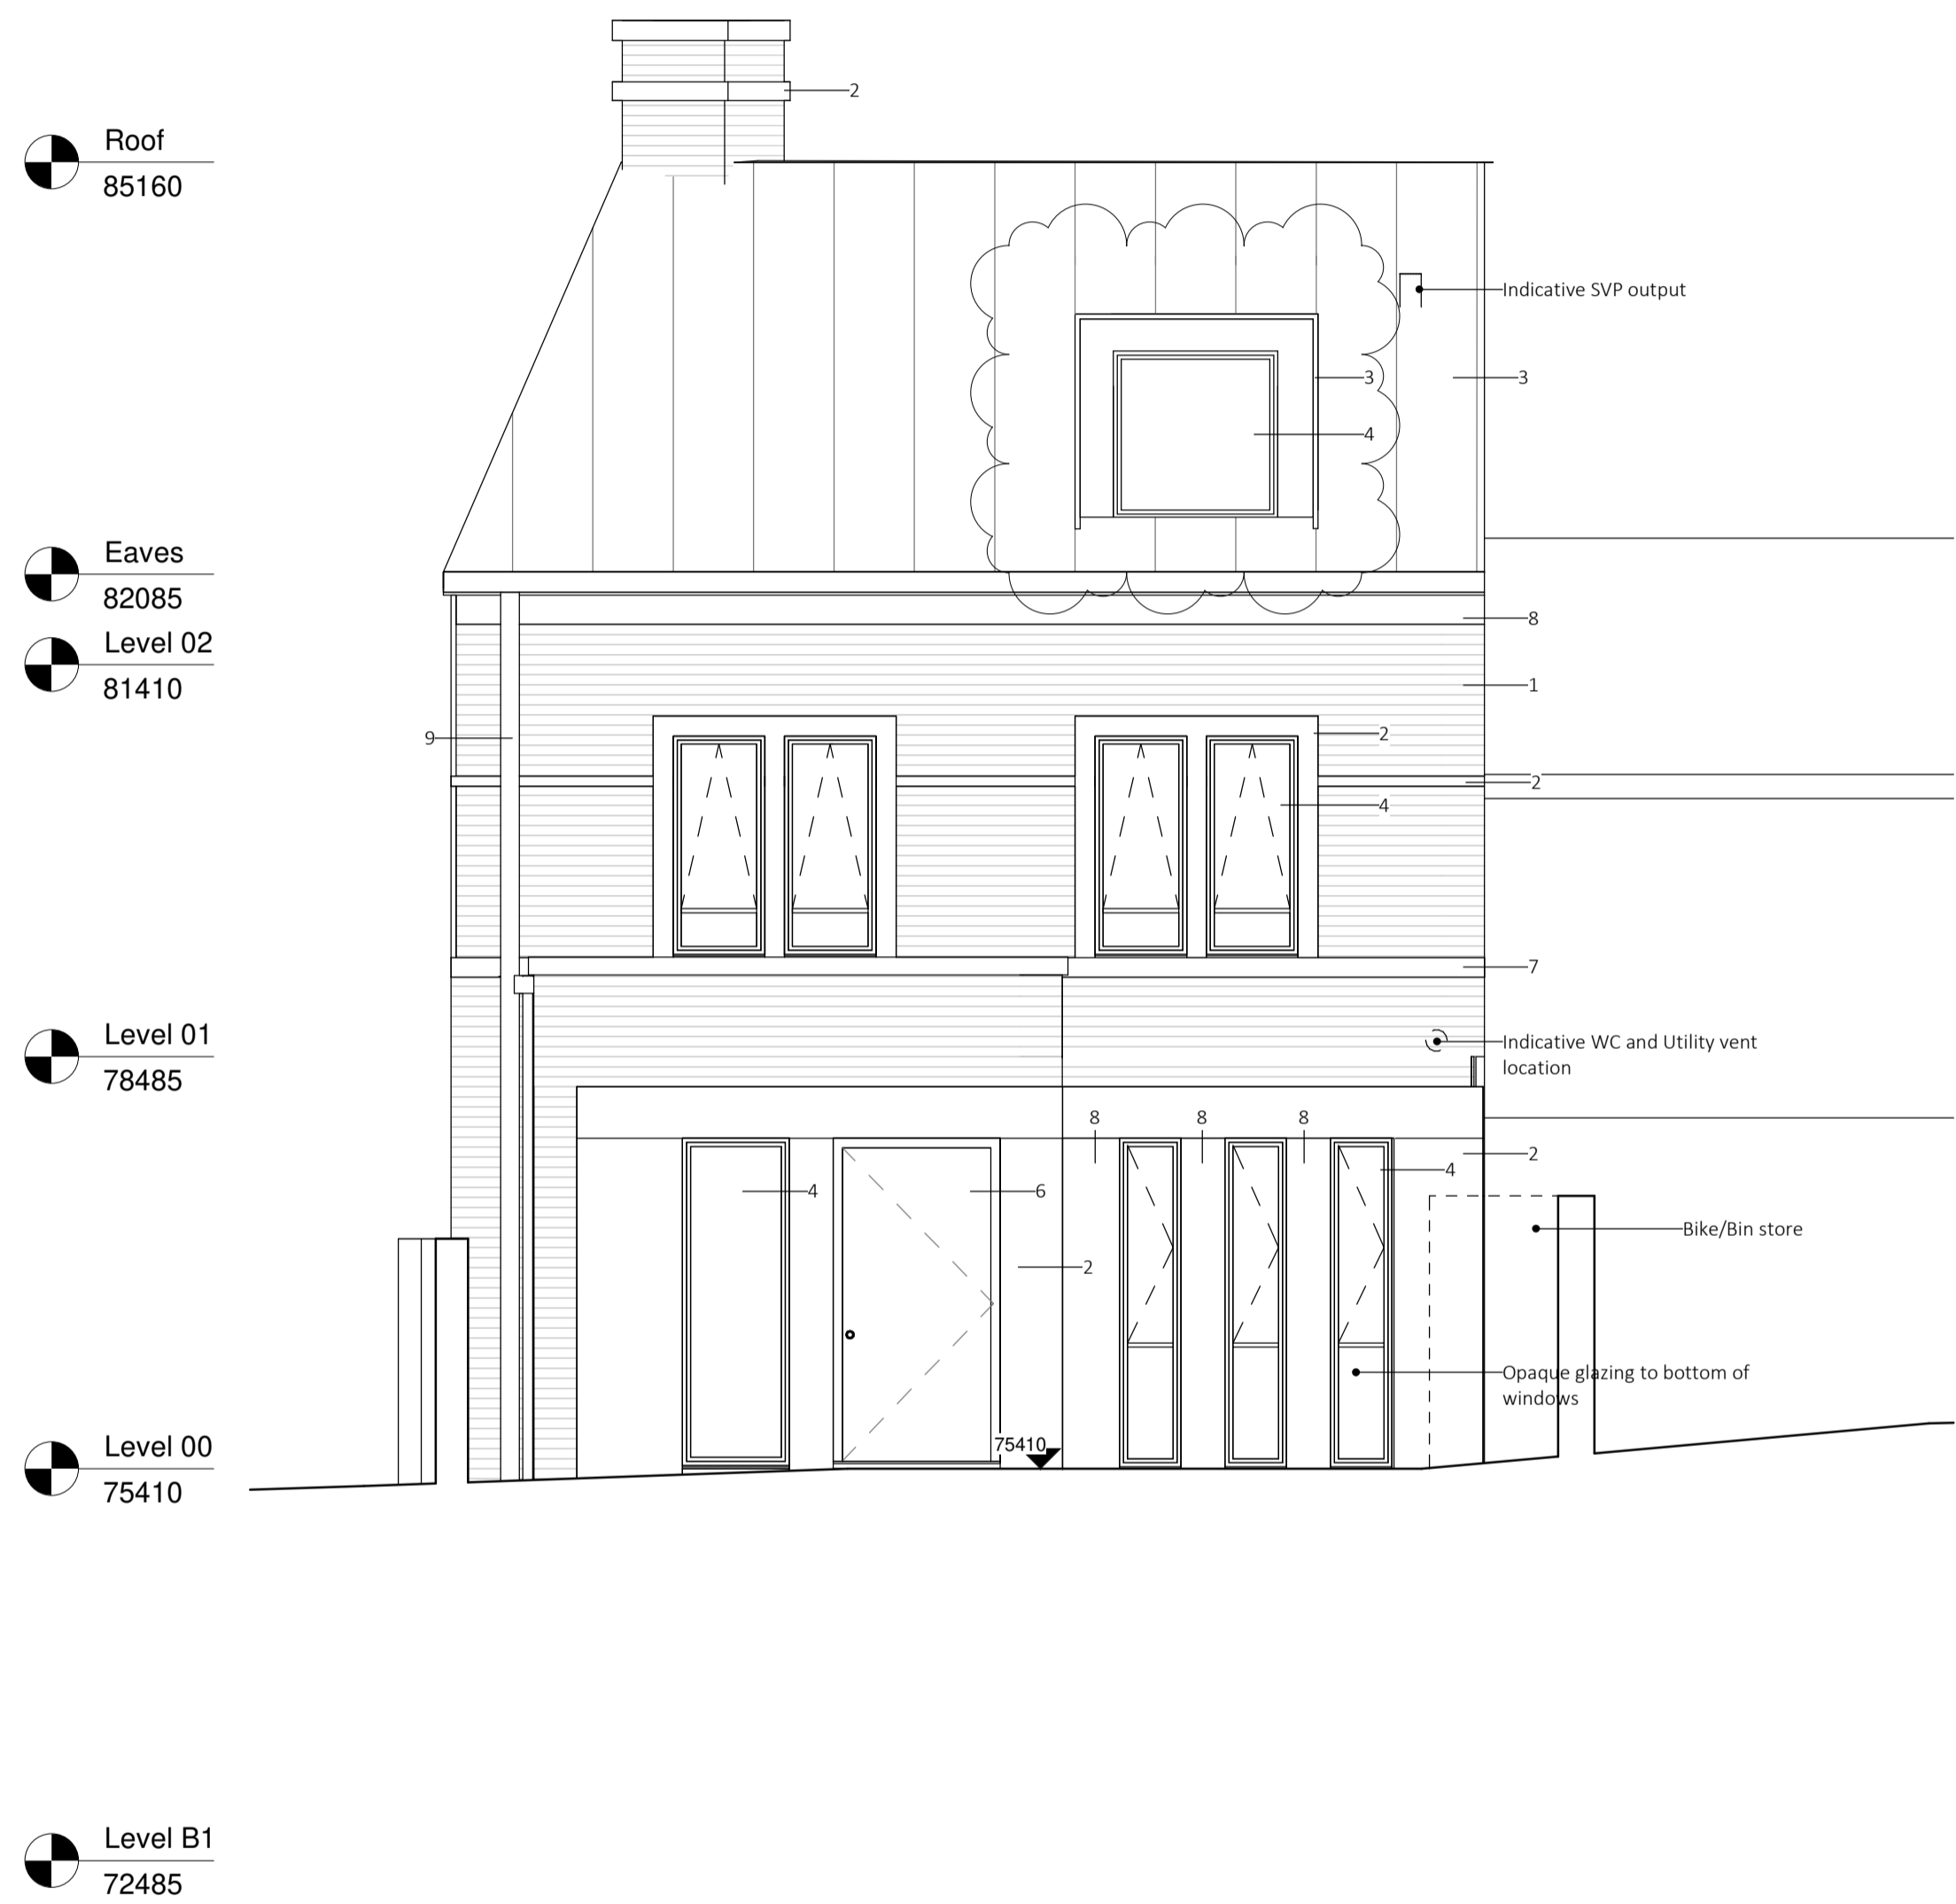 2
Roof
85160
Indicative SVP output
3
3
4
Eaves
82085
8
Level 02
81410
1
9
2
2
4
7
Level 01
78485
Indicative WC and Utility vent
location
8
8
8
2
4
4
6
Bike/Bin store
2
Opaque glazing to bottom of
windows
75410
Level 00
75410
Level B1
72485